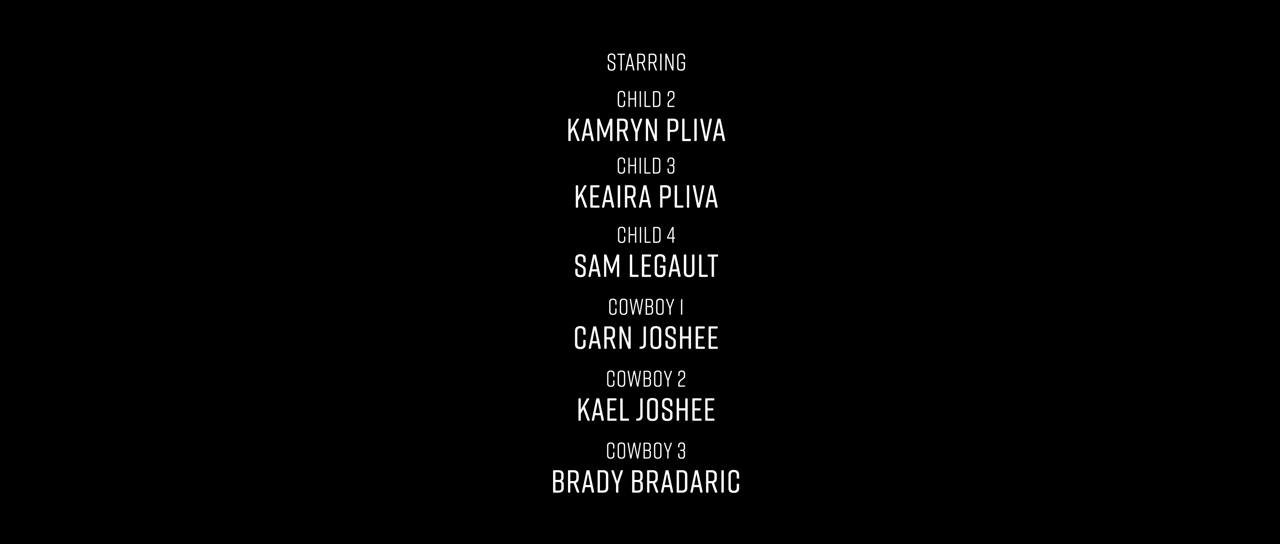 STARRING
CHILD 2
KAMRYN PLIVA
CHILD 3
KEAIRA PLIVA
CHILD 4
SAM LEGAULT
COWBOY 1
CARN JOSHEE
COWBOY 2
KAEL JOSHEE
COWBOY 3
BRADY BRADARIC